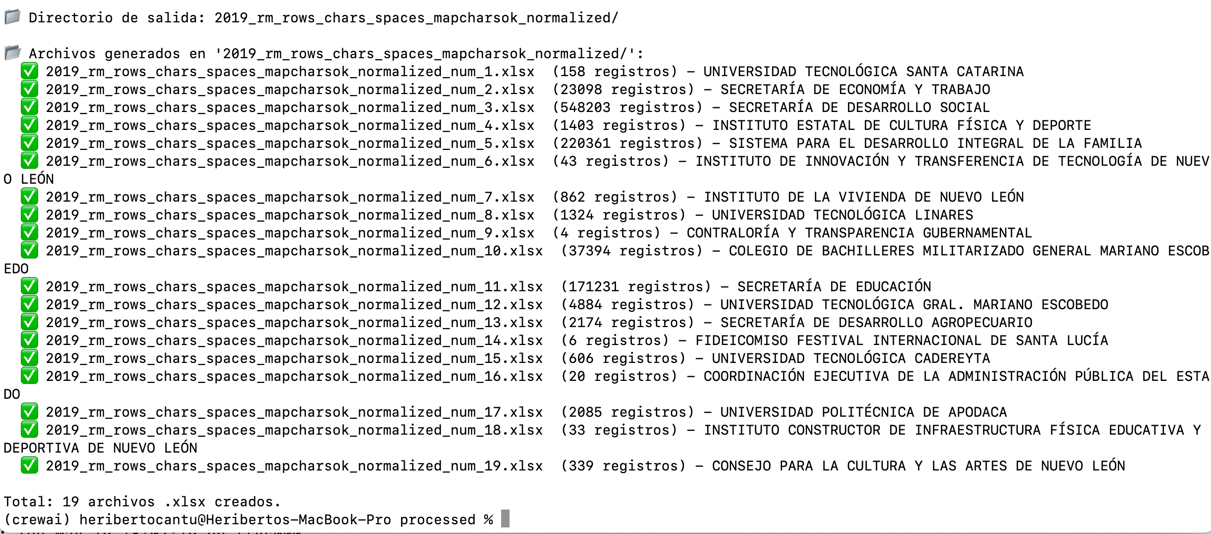 📁 Directorio de salida: 2019_rm_rows_chars_spaces_mapcharsok_normalized/
📂 Archivos generados en '2019_rm_rows_chars_spaces_mapcharsok_normalized/':
✅ 2019_rm_rows_chars_spaces_mapcharsok_normalized_num_1.xlsx (158 registros) – UNIVERSIDAD TECNOLÓGICA SANTA CATARINA
✅ 2019_rm_rows_chars_spaces_mapcharsok_normalized_num_2.xlsx (23098 registros) – SECRETARÍA DE ECONOMÍA Y TRABAJO
✅ 2019_rm_rows_chars_spaces_mapcharsok_normalized_num_3.xlsx (548203 registros) – SECRETARÍA DE DESARROLLO SOCIAL
✅ 2019_rm_rows_chars_spaces_mapcharsok_normalized_num_4.xlsx (1403 registros) – INSTITUTO ESTATAL DE CULTURA FÍSICA Y DEPORTE
✅ 2019_rm_rows_chars_spaces_mapcharsok_normalized_num_5.xlsx (220361 registros) – SISTEMA PARA EL DESARROLLO INTEGRAL DE LA FAMILIA
✅ 2019_rm_rows_chars_spaces_mapcharsok_normalized_num_6.xlsx (43 registros) – INSTITUTO DE INNOVACIÓN Y TRANSFERENCIA DE TECNOLOGÍA DE NUEV
O LEÓN
✅ 2019_rm_rows_chars_spaces_mapcharsok_normalized_num_7.xlsx (862 registros) – INSTITUTO DE LA VIVIENDA DE NUEVO LEÓN
✅ 2019_rm_rows_chars_spaces_mapcharsok_normalized_num_8.xlsx (1324 registros) – UNIVERSIDAD TECNOLÓGICA LINARES
✅ 2019_rm_rows_chars_spaces_mapcharsok_normalized_num_9.xlsx (4 registros) – CONTRALORÍA Y TRANSPARENCIA GUBERNAMENTAL
✅ 2019_rm_rows_chars_spaces_mapcharsok_normalized_num_10.xlsx (37394 registros) – COLEGIO DE BACHILLERES MILITARIZADO GENERAL MARIANO ESCOB
EDO
✅ 2019_rm_rows_chars_spaces_mapcharsok_normalized_num_11.xlsx (171231 registros) – SECRETARÍA DE EDUCACIÓN
✅ 2019_rm_rows_chars_spaces_mapcharsok_normalized_num_12.xlsx (4884 registros) – UNIVERSIDAD TECNOLÓGICA GRAL. MARIANO ESCOBEDO
✅ 2019_rm_rows_chars_spaces_mapcharsok_normalized_num_13.xlsx (2174 registros) – SECRETARÍA DE DESARROLLO AGROPECUARIO
✅ 2019_rm_rows_chars_spaces_mapcharsok_normalized_num_14.xlsx (6 registros) – FIDEICOMISO FESTIVAL INTERNACIONAL DE SANTA LUCÍA
✅ 2019_rm_rows_chars_spaces_mapcharsok_normalized_num_15.xlsx (606 registros) – UNIVERSIDAD TECNOLÓGICA CADEREYTA
✅ 2019_rm_rows_chars_spaces_mapcharsok_normalized_num_16.xlsx (20 registros) – COORDINACIÓN EJECUTIVA DE LA ADMINISTRACIÓN PÚBLICA DEL ESTA
DO
✅ 2019_rm_rows_chars_spaces_mapcharsok_normalized_num_17.xlsx (2085 registros) – UNIVERSIDAD POLITÉCNICA DE APODACA
✅ 2019_rm_rows_chars_spaces_mapcharsok_normalized_num_18.xlsx (33 registros) – INSTITUTO CONSTRUCTOR DE INFRAESTRUCTURA FÍSICA EDUCATIVA Y
DEPORTIVA DE NUEVO LEÓN
✅ 2019_rm_rows_chars_spaces_mapcharsok_normalized_num_19.xlsx (339 registros) – CONSEJO PARA LA CULTURA Y LAS ARTES DE NUEVO LEÓN
Total: 19 archivos .xlsx creados.
(crewai) heribertocantu@Heribertos-MacBook-Pro processed %